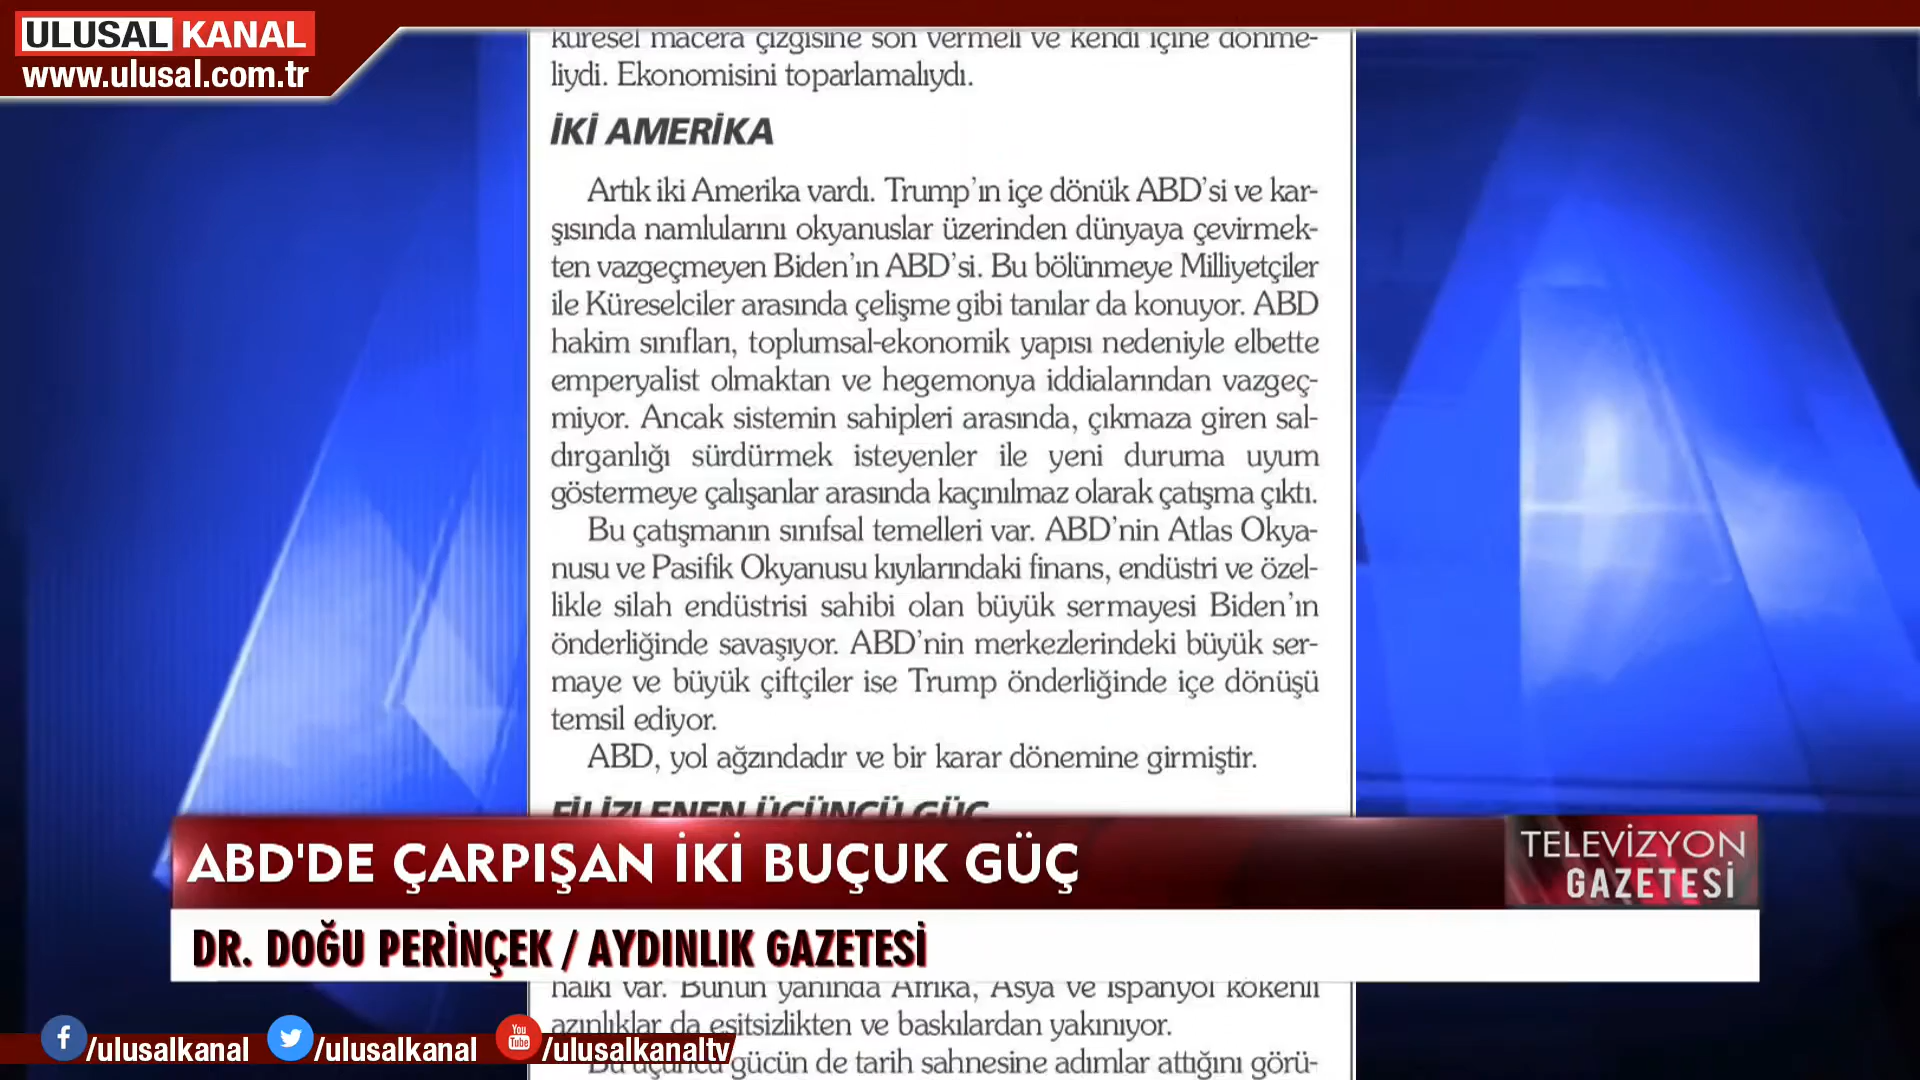 ULUSAL KANAL
www.ulusal.com.tr
küresel macera çizgisine son vermeli ve kendi içine dönme-
liydi. Ekonomisini toparlamalıydı.
İKİ AMERİKA
Artık iki Amerika vardı. Trump’ın içe dönük ABD’si ve kar-
şısında namlularını okyanuslar üzerinden dünyaya çevirmek-
ten vazgeçmeyen Biden’ın ABD’si. Bu bölünmeye Milliyetçiler
ile Küreselciler arasında çelişme gibi tanılar da konuyor. ABD
hakim sınıfları, toplumsal-ekonomik yapısı nedeniyle elbette
emperyalist olmaktan ve hegemonya iddialarından vazgeç-
miyor. Ancak sistemin sahipleri arasında, çıkmaza giren sal-
dırganlığı sürdürmek isteyenler ile yeni duruma uyum
göstermeye çalışanlar arasında kaçınılmaz olarak çatışma çıktı.
Bu çatışmanın sınıfsal temelleri var. ABD’nin Atlas Okya-
nusu ve Pasifik Okyanusu kıyılarındaki finans, endüstri ve özel-
likle silah endüstrisi sahibi olan büyük sermayesi Biden’ın
önderliğinde savaşıyor. ABD’nin merkezlerindeki büyük ser-
maye ve büyük çiftçiler ise Trump önderliğinde içe dönüşü
temsil ediyor.
ABD, yol ağzındadır ve bir karar dönemine girmiştir.
FİLİZLENEN ÜÇÜNCÜ GÜÇ
ABD'DE ÇARPIŞAN İKİ BUÇUK GÜÇ
TELEVİZYON
GAZETESİ
DR. DOĞU PERİNÇEK / AYDINLIK GAZETESİ
halkı var. Bunun yanında Afrika, Asya ve İspanyol kökenli
azınlıklar da eşitsizlikten ve baskılardan yakınıyor.
Bu üçüncü gücün de tarih sahnesine adımlar attığını görü-
f /ulusalkanal /ulusalkanal You Tube /ulusalkanaltv